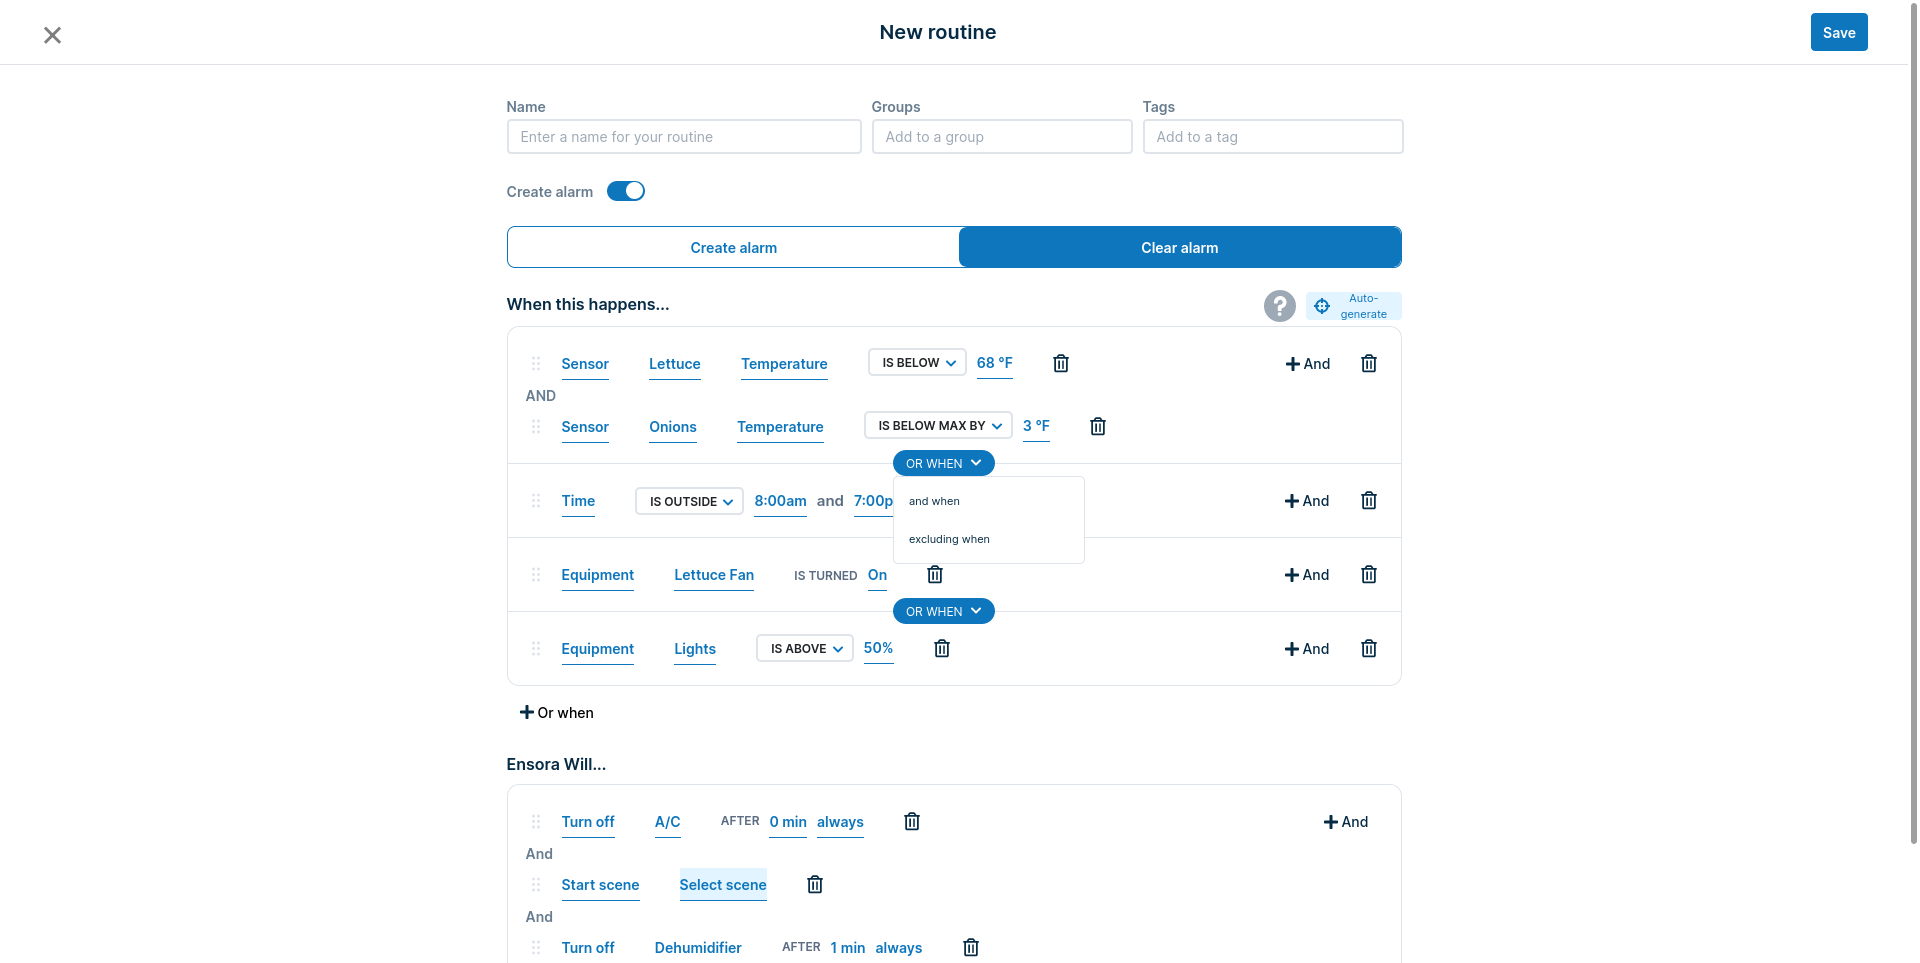 New routine
Save
Name
Groups
Tags
Enter a name for your routine
Add to a group
Add to a tag
Create alarm
Create alarm
Clear alarm
When this happens...
?
Auto-
generate
Sensor Lettuce Temperature IS BELOW 68 °F And
AND
Sensor Onions Temperature IS BELOW MAX BY 3 °F
OR WHEN
and when
excluding when
Time IS OUTSIDE 8:00am and 7:00p And
Equipment Lettuce Fan IS TURNED On And
OR WHEN
Equipment Lights IS ABOVE 50% And
Or when
Ensora Will...
Turn off A/C AFTER 0 min always And
And
Start scene Select scene
And
Turn off Dehumidifier AFTER 1 min always